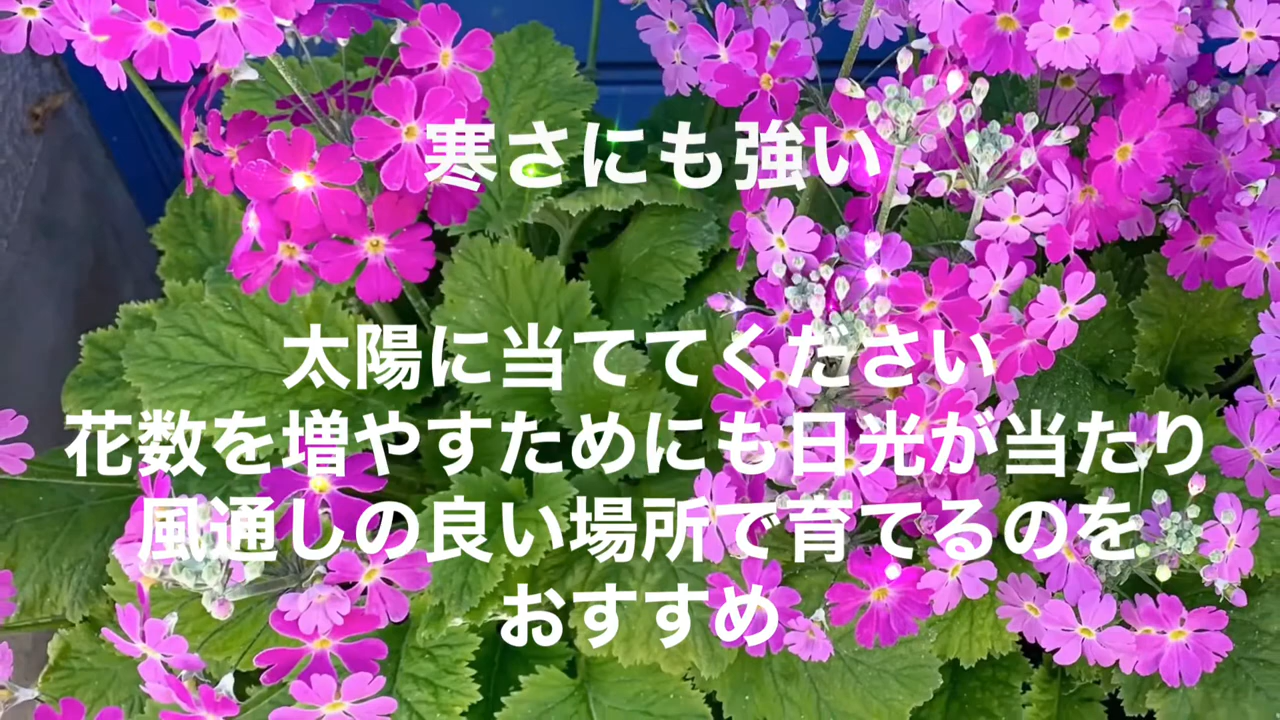 寒さにも強い
太陽に当ててください
花数を増やすためにも日光が当たり
風通しの良い場所で育てるのを
おすすめ